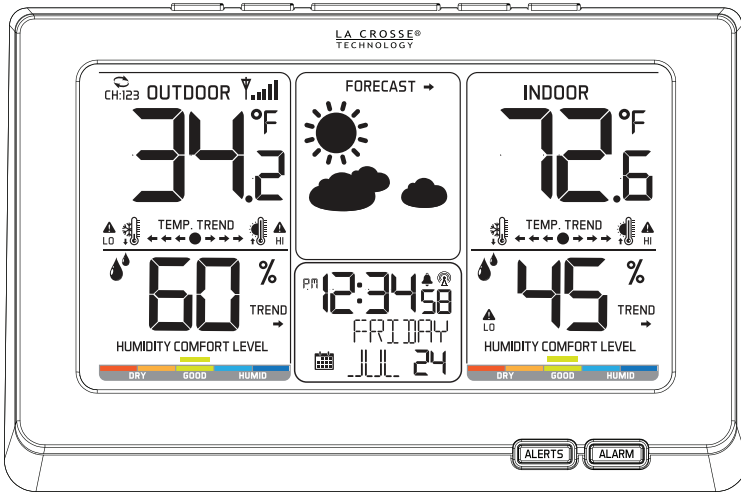 LA CROSSE®
TECHNOLOGY
CH:123 OUTDOOR
34.2 °F
LO TEMP. TREND HI
60 %
TREND
HUMIDITY COMFORT LEVEL
DRY GOOD HUMID
FORECAST →
PM 12:34 58
FRIDAY
JUL 24
INDOOR
72.6 °F
LO TEMP. TREND HI
45 %
LO
TREND
HUMIDITY COMFORT LEVEL
DRY GOOD HUMID
ALERTS ALARM